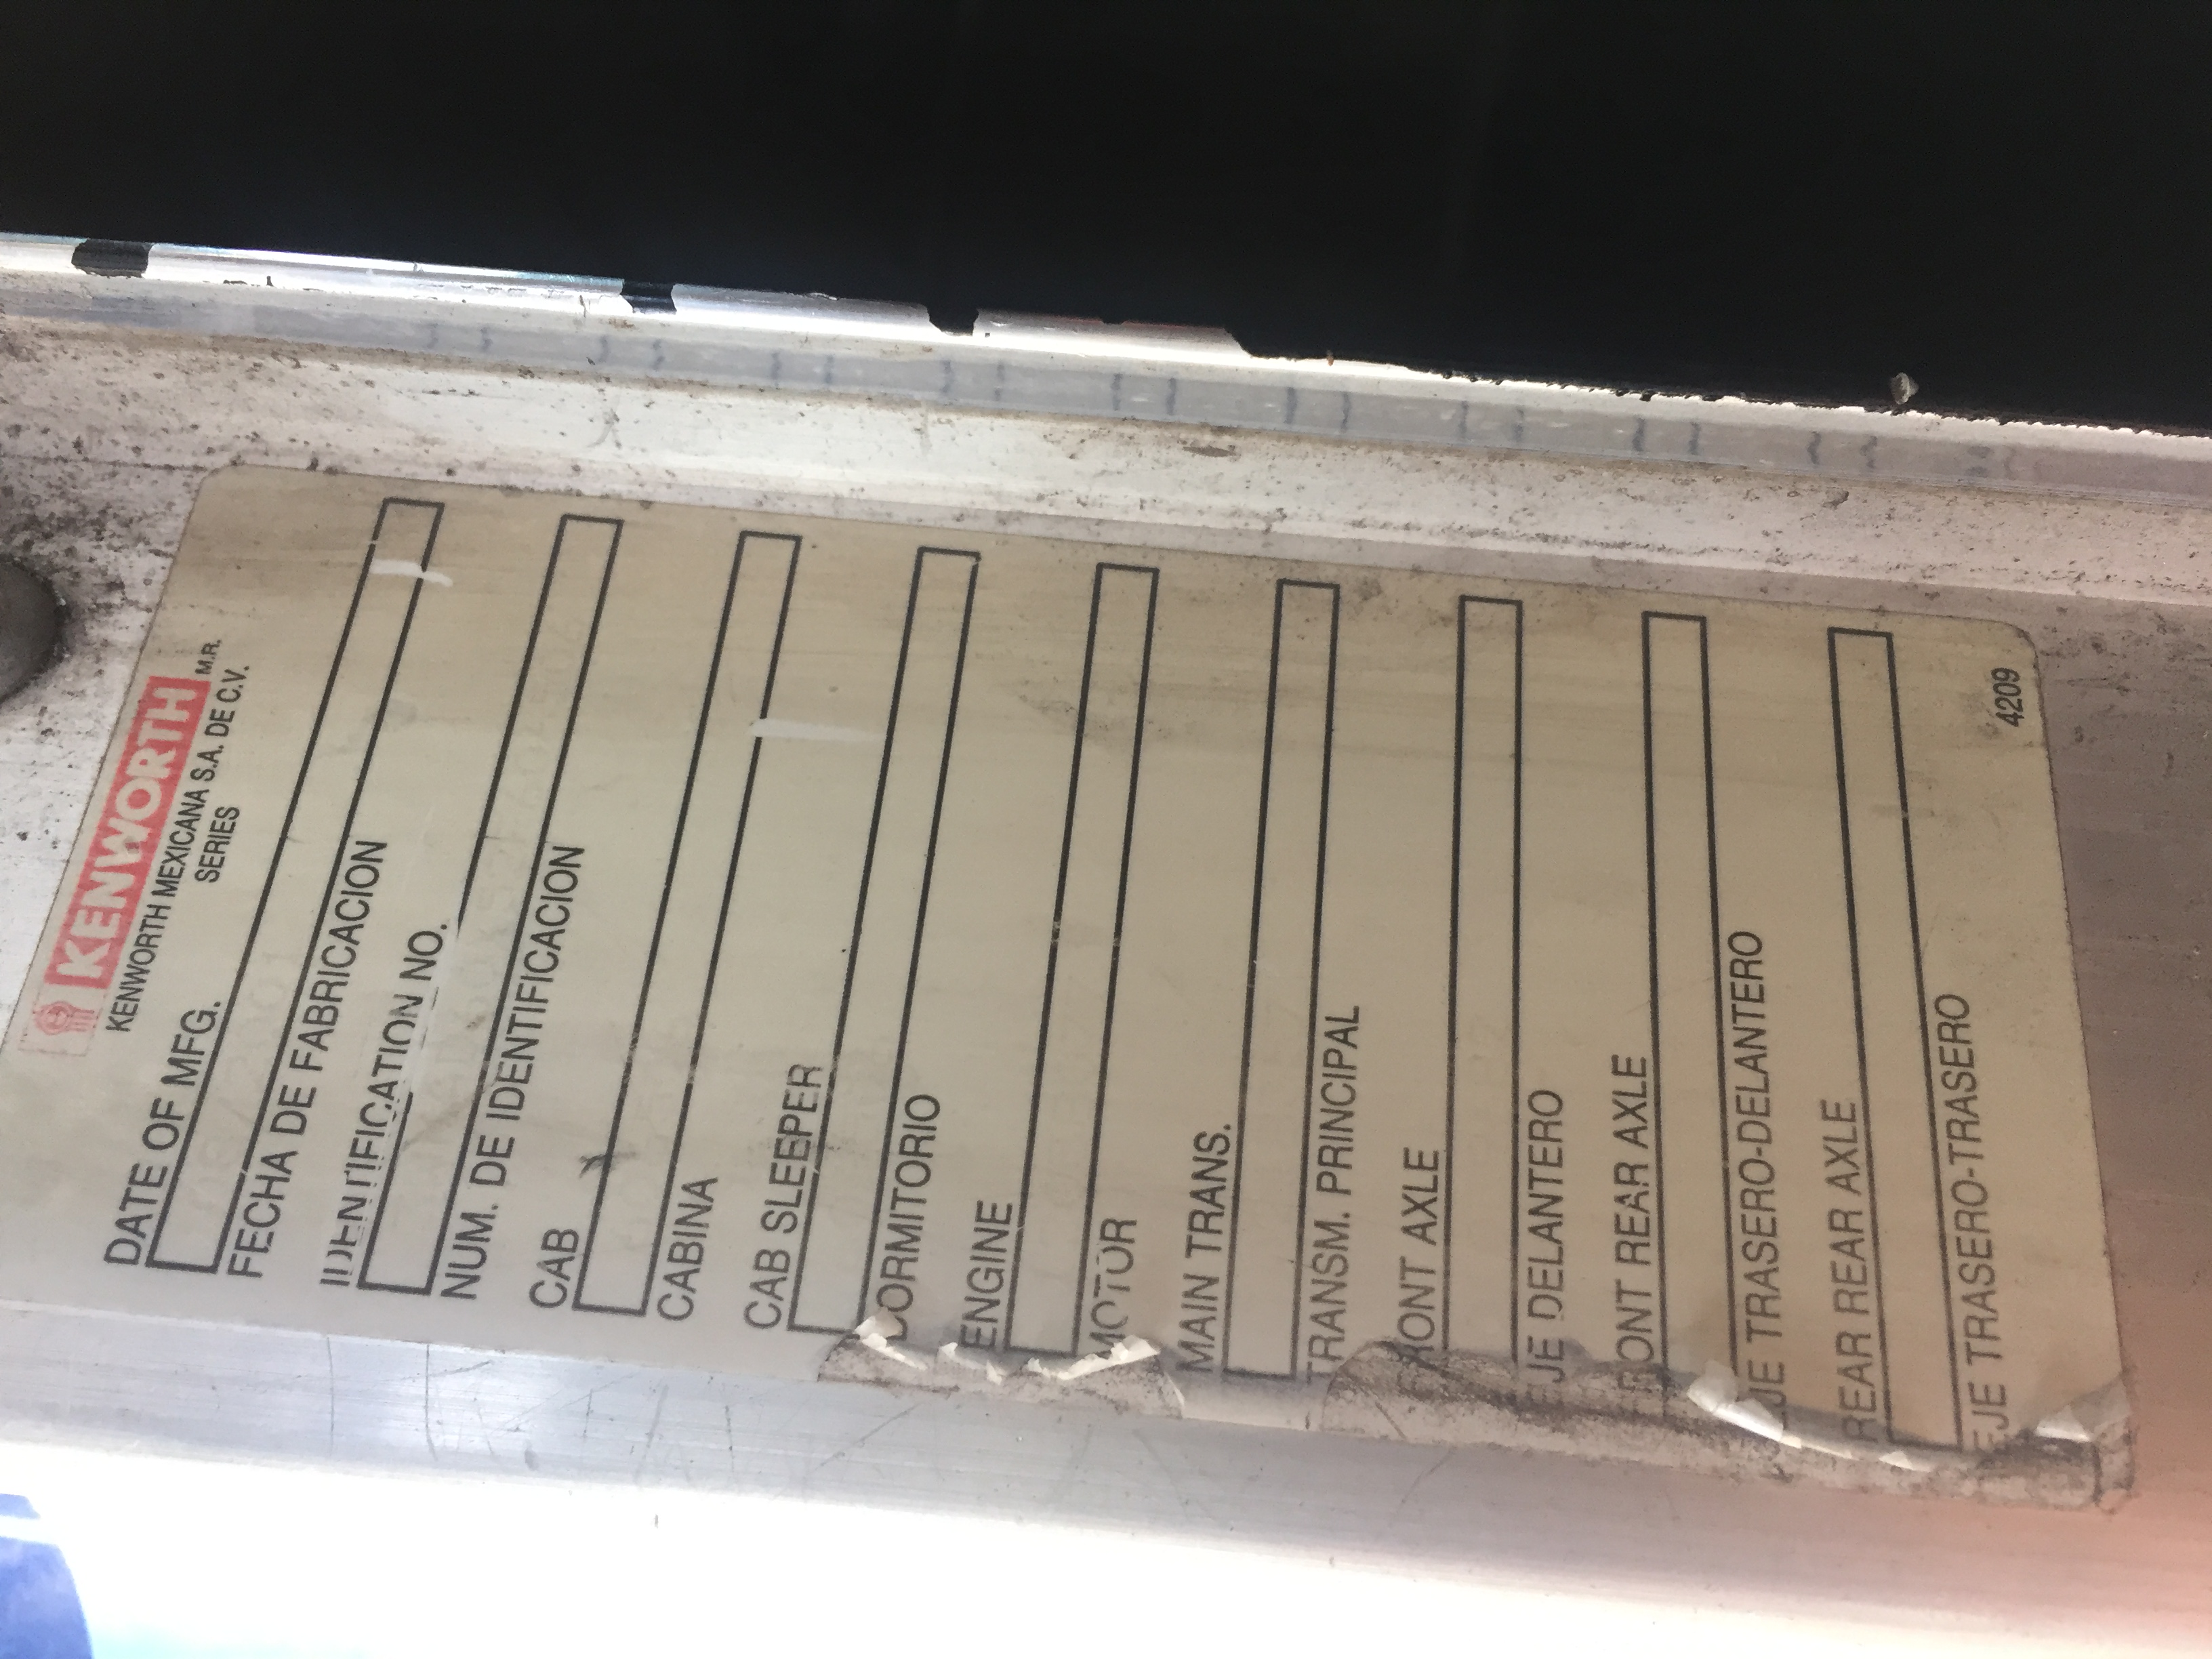 KENWORTH M.R.
KENWORTH MEXICANA S.A. DE C.V.
SERIES
DATE OF MFG.
FECHA DE FABRICACION
IDENTIFICATION NO.
NUM. DE IDENTIFICACION
CAB
CABINA
CAB SLEEPER
DORMITORIO
ENGINE
MOTOR
MAIN TRANS.
TRANSM. PRINCIPAL
FRONT AXLE
EJE DELANTERO
FRONT REAR AXLE
EJE TRASERO-DELANTERO
REAR REAR AXLE
EJE TRASERO-TRASERO
4209